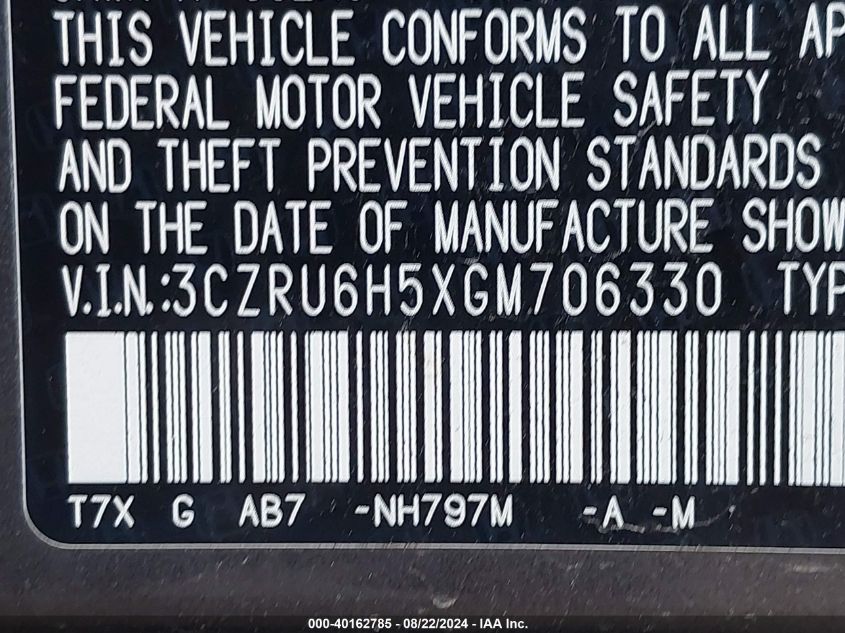 THIS VEHICLE CONFORMS TO ALL AP
FEDERAL MOTOR VEHICLE SAFETY
AND THEFT PREVENTION STANDARDS
ON THE DATE OF MANUFACTURE SHOW
V.I.N.:3CZRU6H5XGM706330 TYP
T7X G AB7 -NH797M -A -M
000-40162785 - 08/22/2024 - IAA Inc.